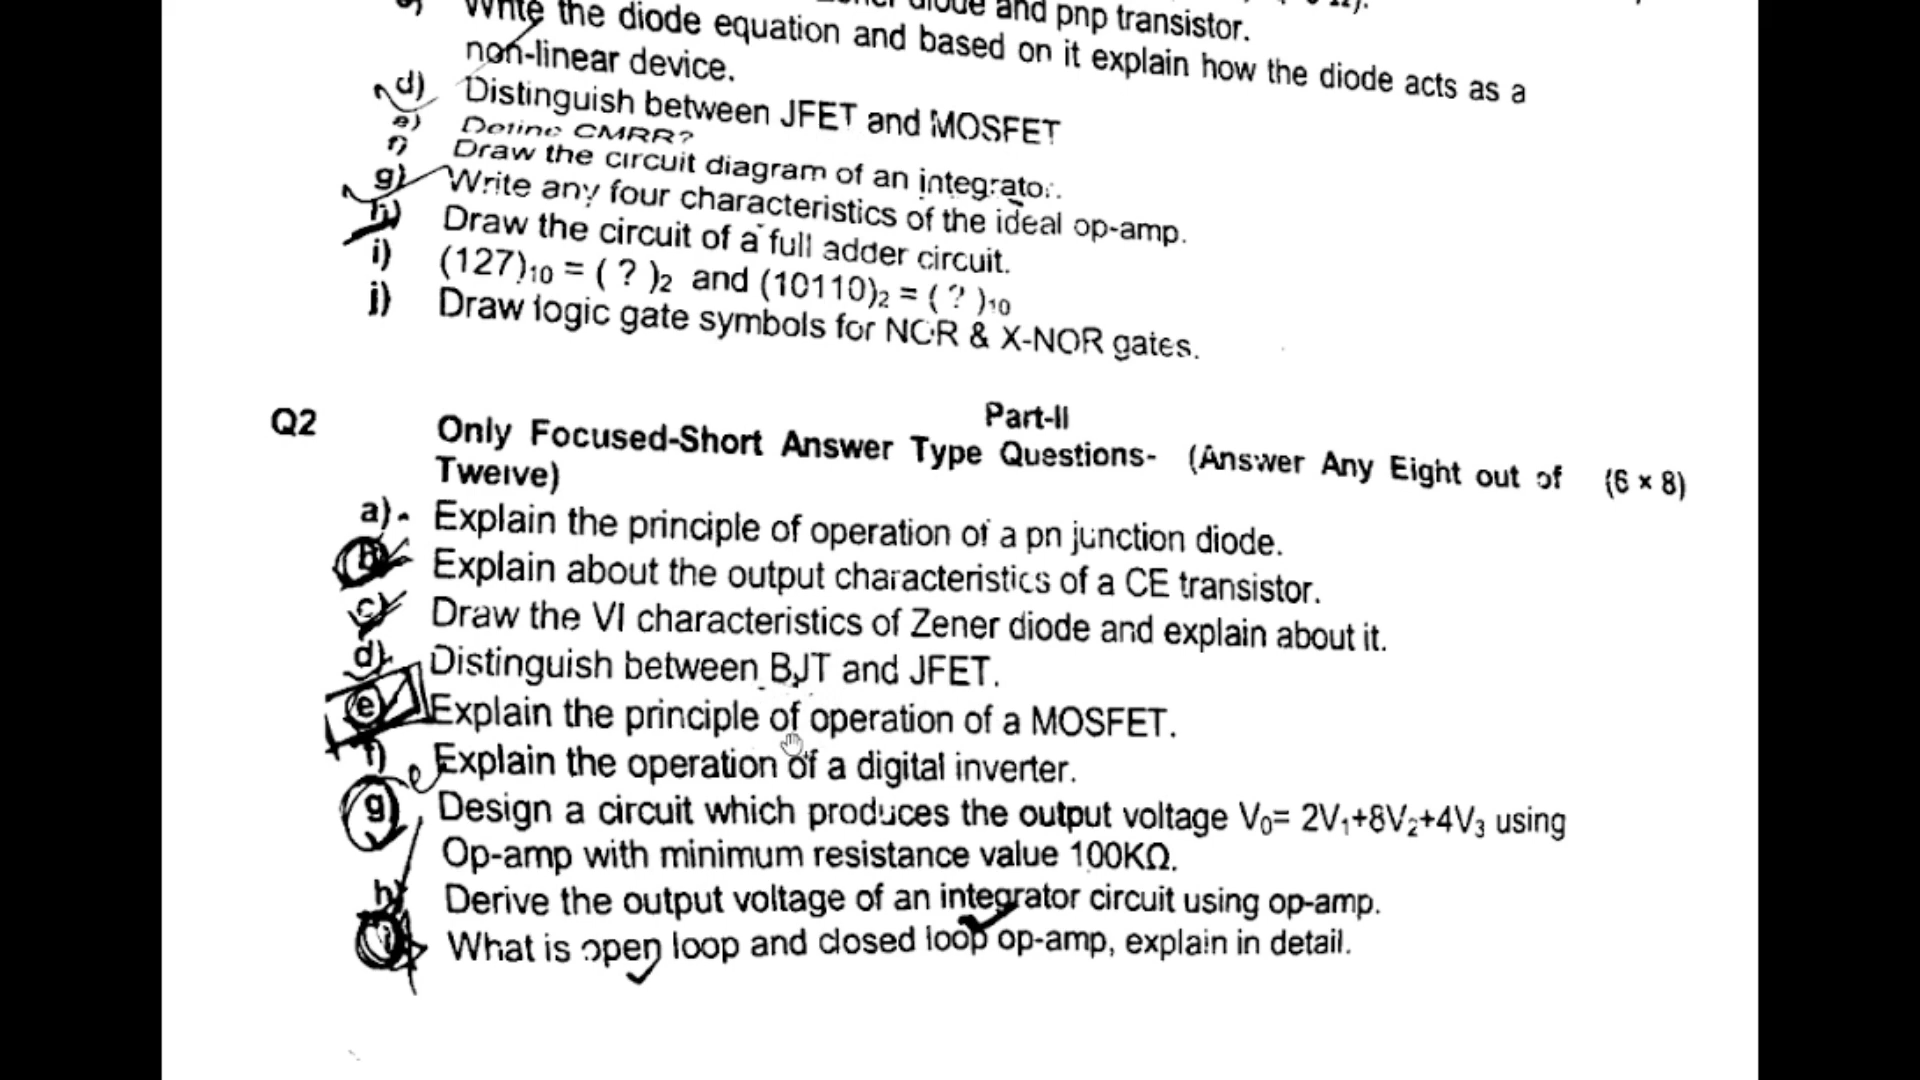 diode and pnp transistor.
Write the diode equation and based on it explain how the diode acts as a
non-linear device.
d) Distinguish between JFET and MOSFET
e) Define CMRR?
f) Draw the circuit diagram of an integrator.
g) Write any four characteristics of the ideal op-amp.
h) Draw the circuit of a full adder circuit.
i) (127)10 = ( ? )2 and (10110)2 = ( ? )10
j) Draw logic gate symbols for NOR & X-NOR gates.
Part-II
Q2 Only Focused-Short Answer Type Questions- (Answer Any Eight out of (6 × 8)
Twelve)
a) Explain the principle of operation of a pn junction diode.
b) Explain about the output characteristics of a CE transistor.
c) Draw the VI characteristics of Zener diode and explain about it.
d) Distinguish between BJT and JFET.
e) Explain the principle of operation of a MOSFET.
f) Explain the operation of a digital inverter.
g) Design a circuit which produces the output voltage V0= 2V1+8V2+4V3 using
Op-amp with minimum resistance value 100KΩ.
h) Derive the output voltage of an integrator circuit using op-amp.
i) What is open loop and closed loop op-amp, explain in detail.